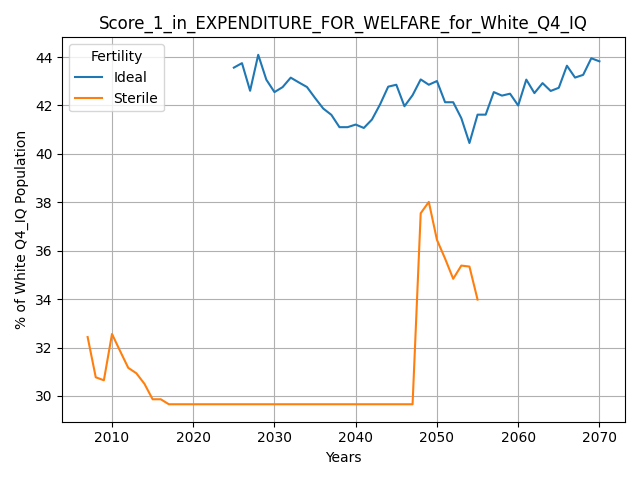 Score_1_in_EXPENDITURE_FOR_WELFARE_for_White_Q4_IQ
Fertility
Ideal
Sterile
% of White Q4_IQ Population
44
42
40
38
36
34
32
30
2010
2020
2030
2040
2050
2060
2070
Years